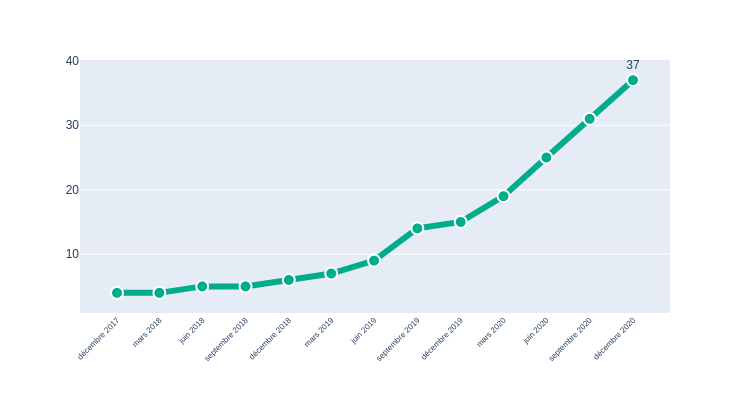 40
37
30
20
10
décembre 2017
mars 2018
juin 2018
septembre 2018
décembre 2018
mars 2019
juin 2019
septembre 2019
décembre 2019
mars 2020
juin 2020
septembre 2020
décembre 2020